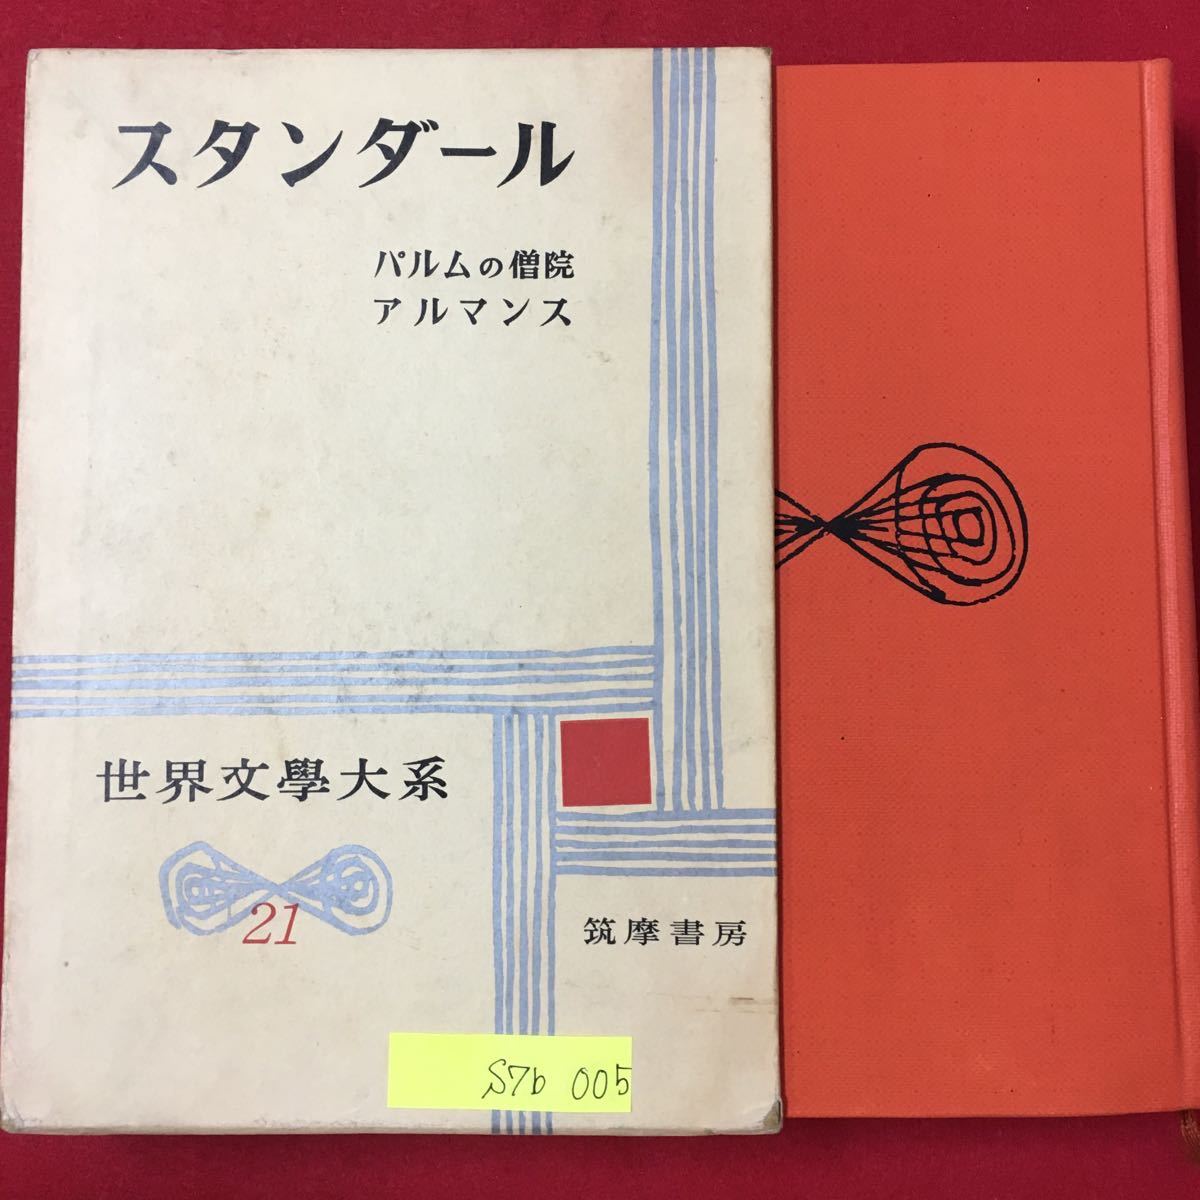 スタンダール
パルムの僧院
アルマンス
世界文學大系
21
筑摩書房
S7b 005